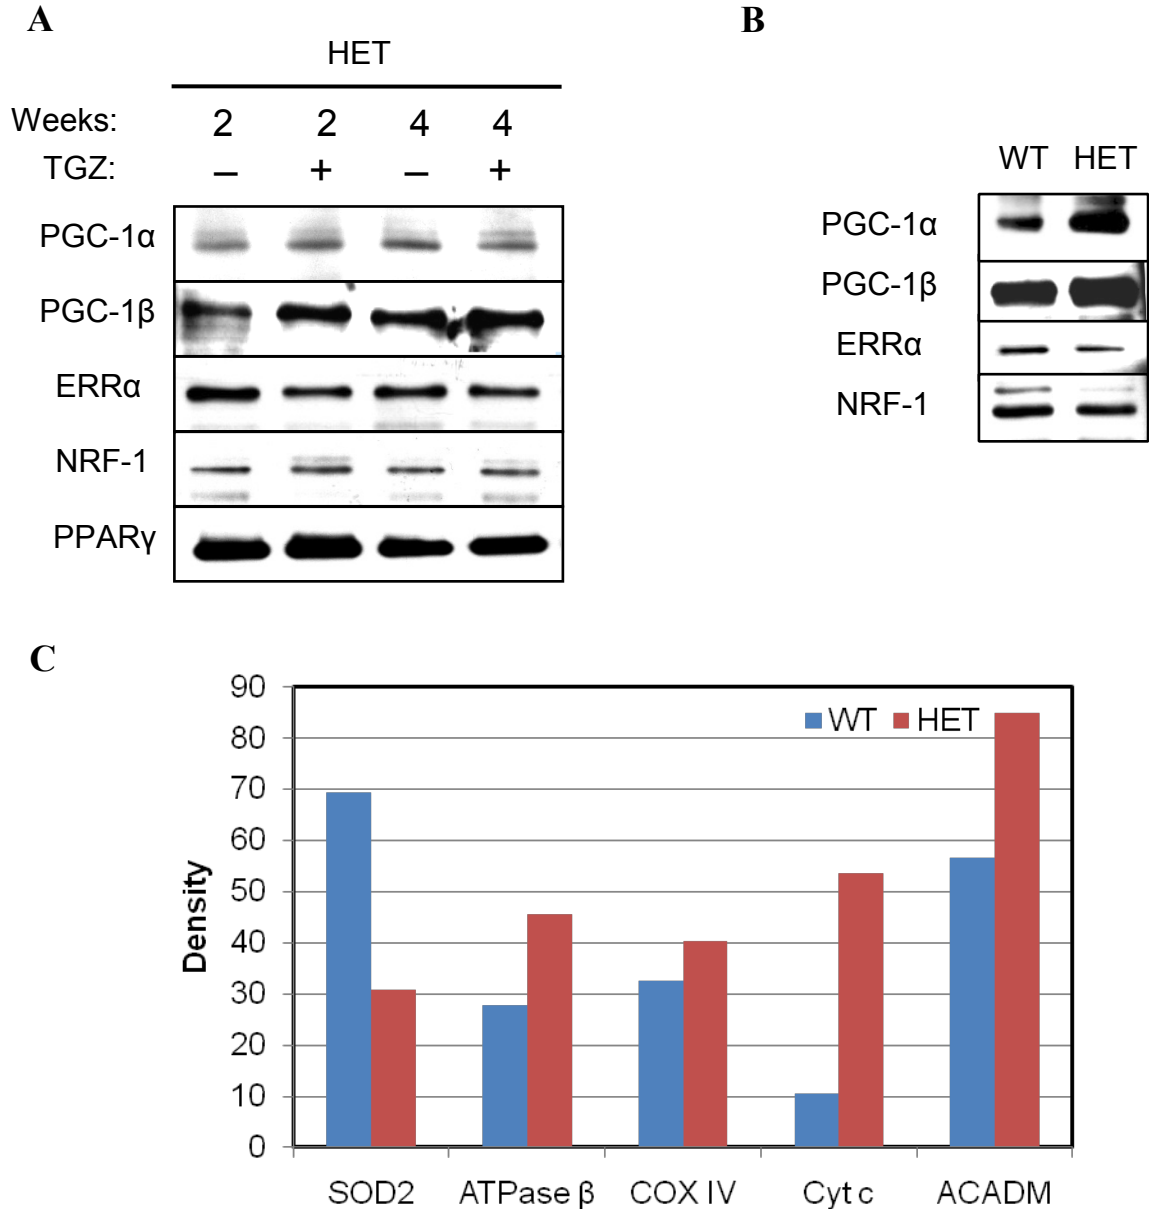 A
HET
Weeks: 2 2 4 4
TGZ: – + – +
PGC-1α
PGC-1β
ERRα
NRF-1
PPARγ
B
WT HET
PGC-1α
PGC-1β
ERRα
NRF-1
C
WT HET
Density
90
80
70
60
50
40
30
20
10
0
SOD2 ATPase β COX IV Cyt c ACADM